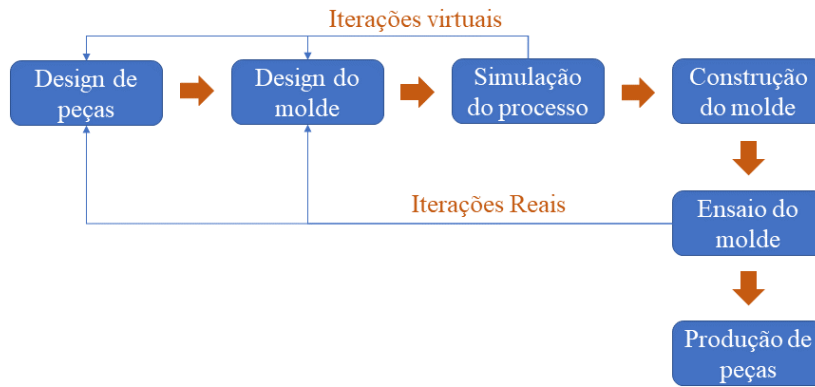 Iterações virtuais
Design de
peças
Design do
molde
Simulação
do processo
Construção
do molde
Iterações Reais
Ensaio do
molde
Produção de
peças